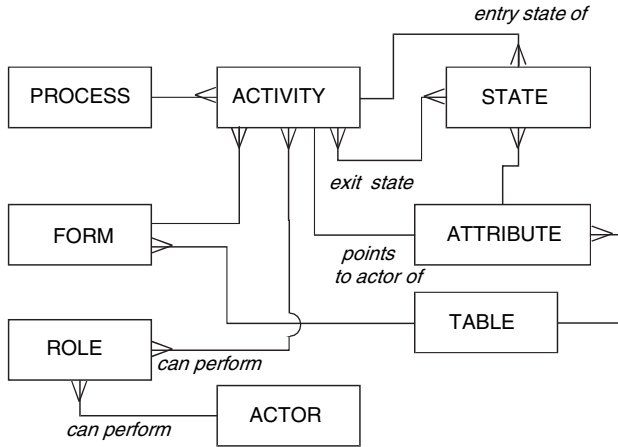 entry state of
PROCESS
ACTIVITY
STATE
exit state
FORM
ATTRIBUTE
points
to actor of
TABLE
ROLE
can perform
ACTOR
can perform